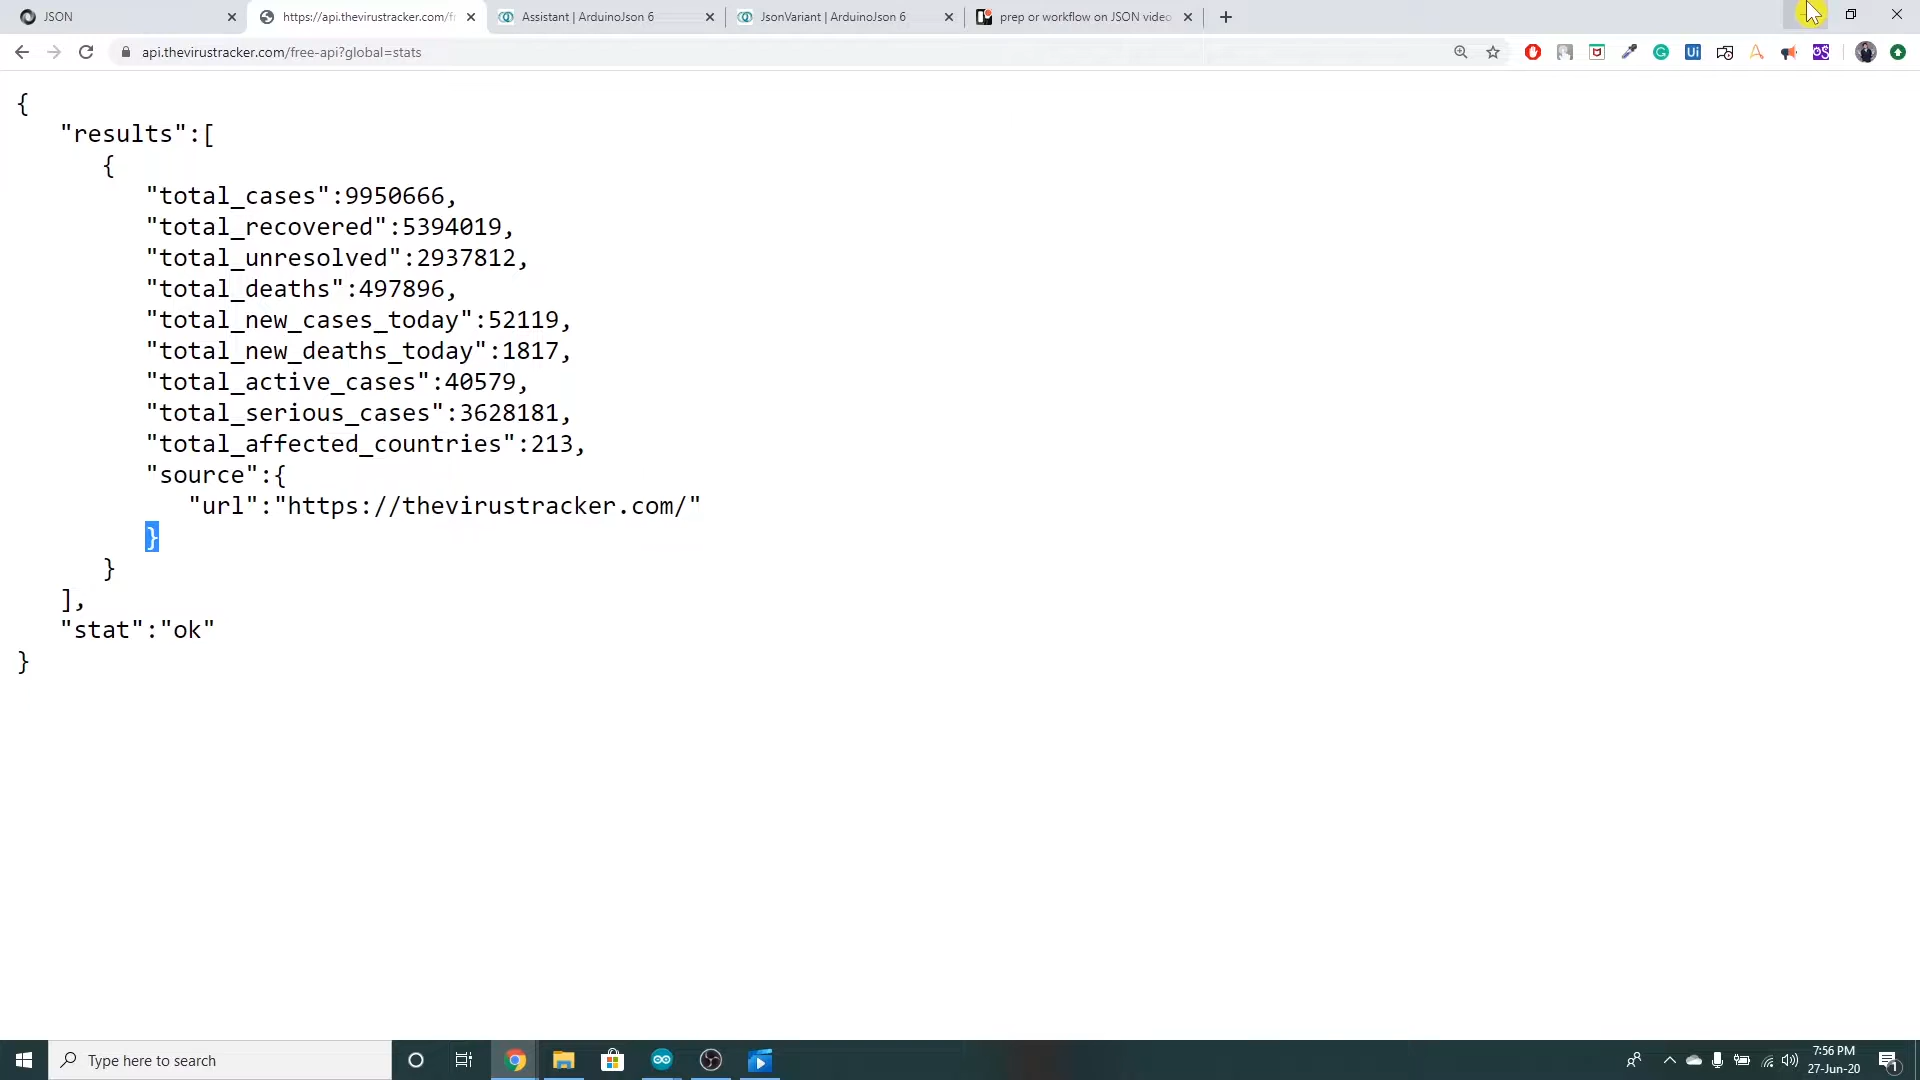 JSON
https://api.thevirustracker.com/fr
Assistant | ArduinoJson 6
JsonVariant | ArduinoJson 6
prep or workflow on JSON video
api.thevirustracker.com/free-api?global=stats
{
"results":[
{
"total_cases":9950666,
"total_recovered":5394019,
"total_unresolved":2937812,
"total_deaths":497896,
"total_new_cases_today":52119,
"total_new_deaths_today":1817,
"total_active_cases":40579,
"total_serious_cases":3628181,
"total_affected_countries":213,
"source":{
"url":"https://thevirustracker.com/"
}
}
],
"stat":"ok"
}
Type here to search
7:56 PM
27-Jun-20